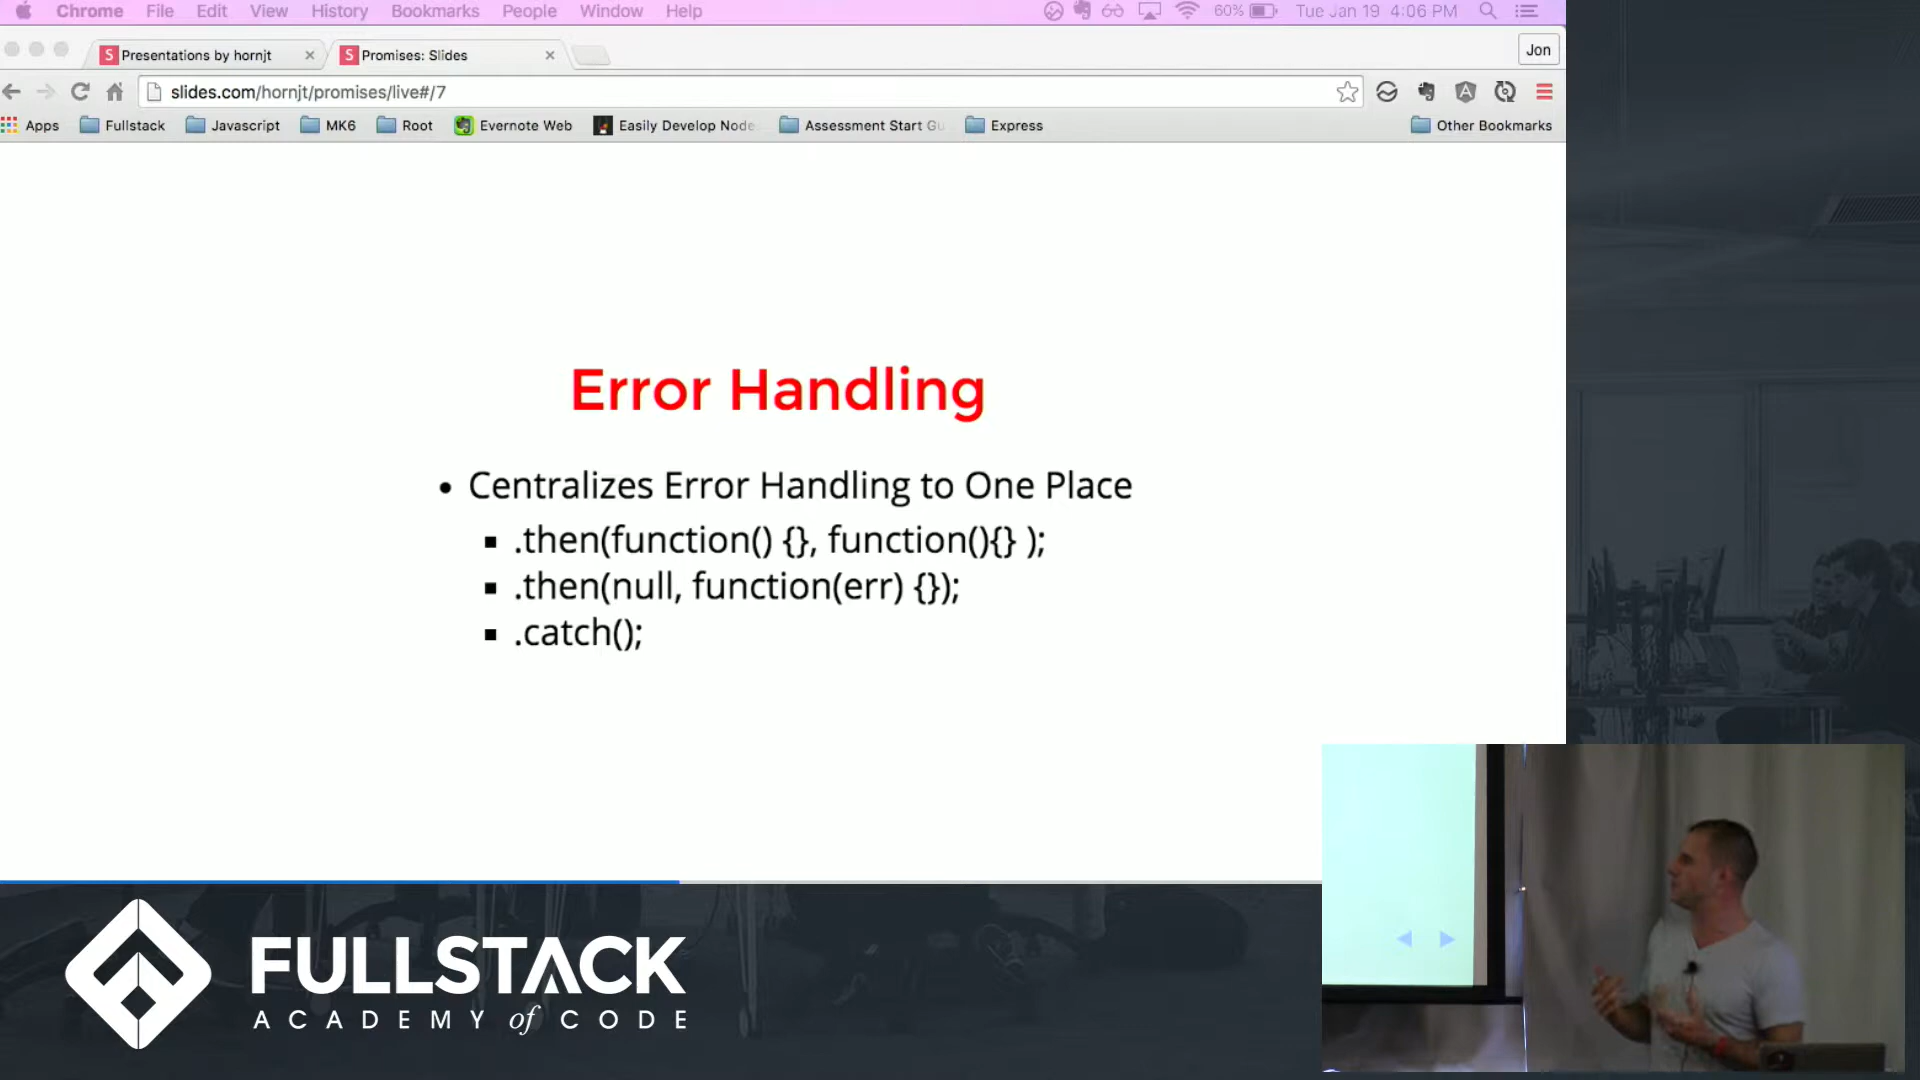 Chrome File Edit View History Bookmarks People Window Help 60% Tue Jan 19 4:06 PM
S Presentations by hornjt × S Promises: Slides × Jon
slides.com/hornjt/promises/live#/7
Apps Fullstack Javascript MK6 Root Evernote Web Easily Develop Node Assessment Start Gu Express Other Bookmarks
Error Handling
• Centralizes Error Handling to One Place
▪ .then(function() {}, function(){} );
▪ .then(null, function(err) {});
▪ .catch();
FULLSTACK
ACADEMY of CODE